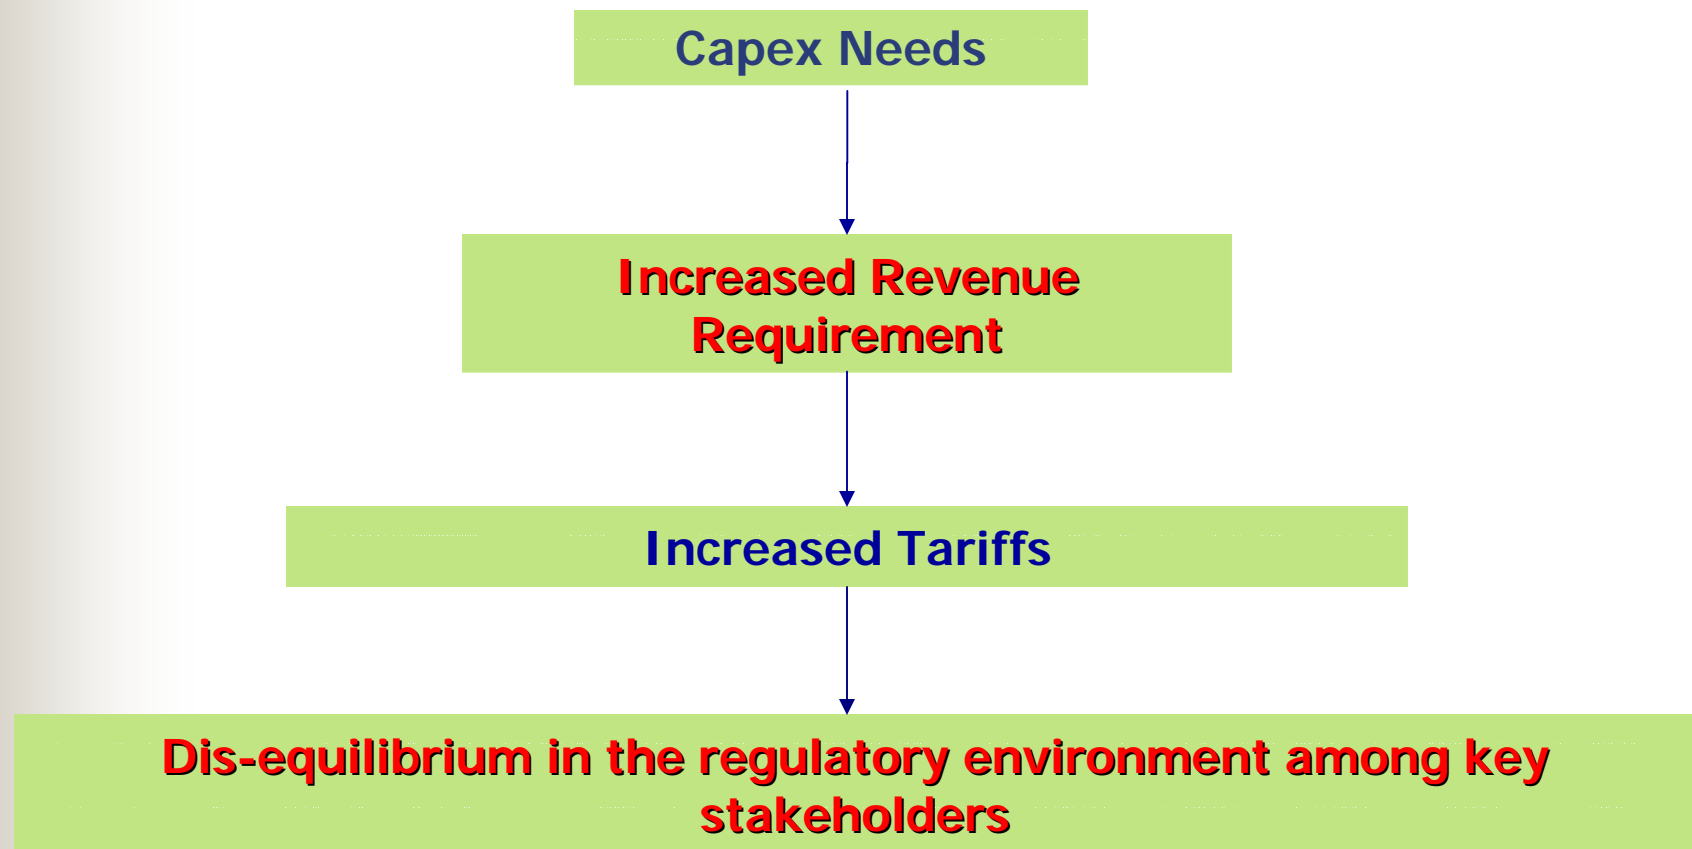 Capex Needs
Increased Revenue
Requirement
Increased Tariffs
Dis-equilibrium in the regulatory environment among key
stakeholders